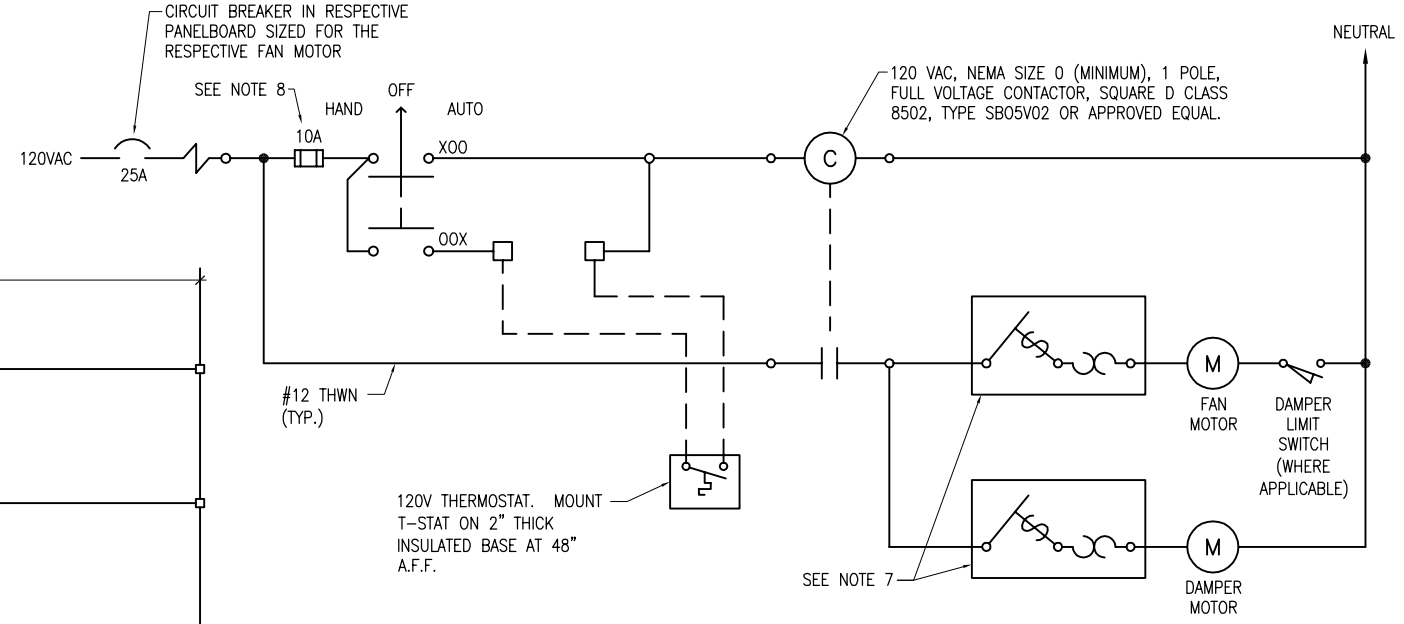 CIRCUIT BREAKER IN RESPECTIVE
PANELBOARD SIZED FOR THE
RESPECTIVE FAN MOTOR
NEUTRAL
SEE NOTE 8
OFF
HAND
AUTO
120 VAC, NEMA SIZE 0 (MINIMUM), 1 POLE,
FULL VOLTAGE CONTACTOR, SQUARE D CLASS
8502, TYPE SBO5V02 OR APPROVED EQUAL.
10A
XOO
120VAC
25A
C
OOX
#12 THWN
(TYP.)
M
FAN
MOTOR
DAMPER
LIMIT
SWITCH
(WHERE
APPLICABLE)
120V THERMOSTAT. MOUNT
T-STAT ON 2" THICK
INSULATED BASE AT 48"
A.F.F.
SEE NOTE 7
M
DAMPER
MOTOR